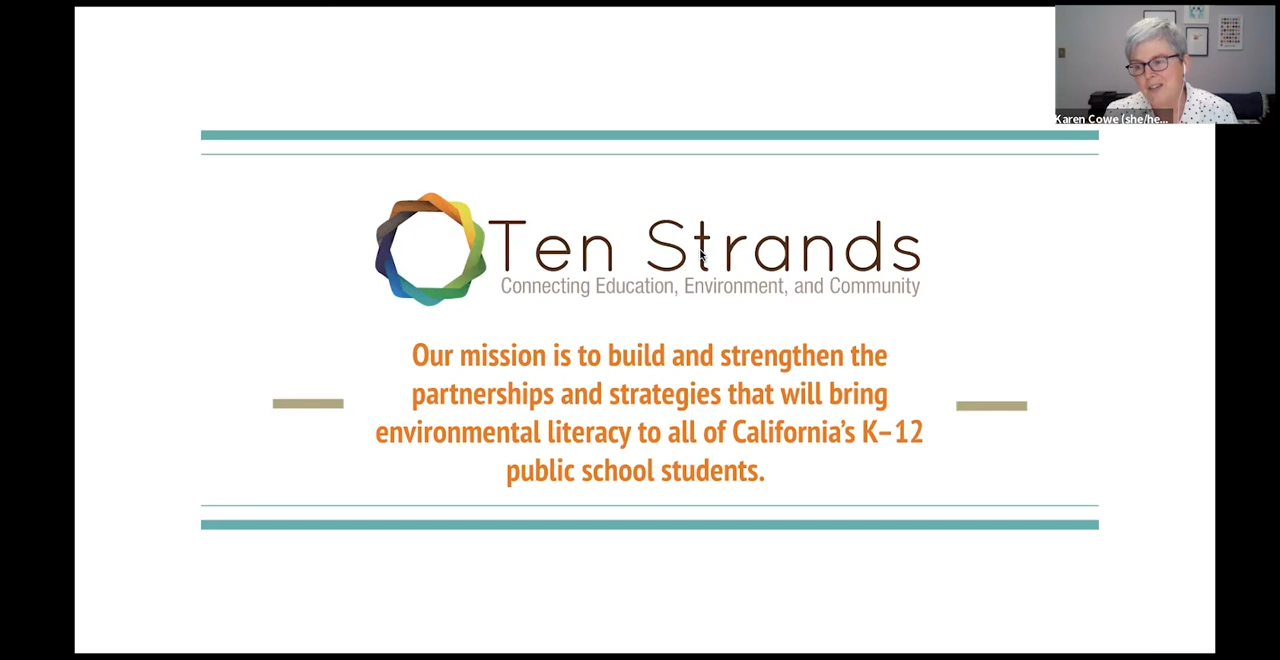 Karen Cowe (she/he...
Ten Strands
Connecting Education, Environment, and Community
Our mission is to build and strengthen the
partnerships and strategies that will bring
environmental literacy to all of California's K–12
public school students.